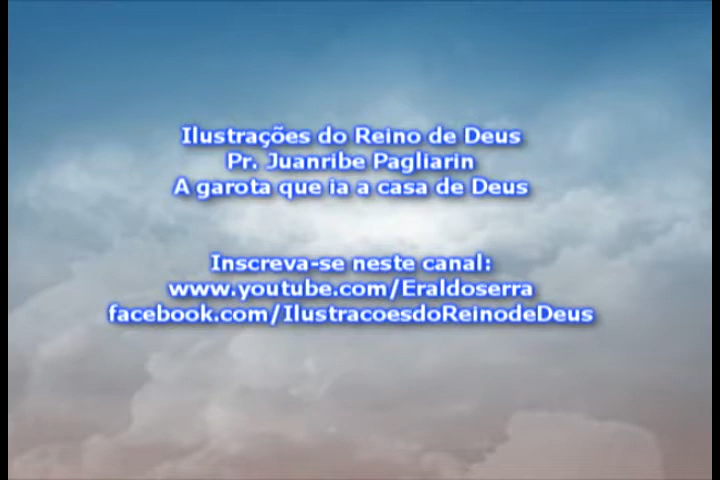 Ilustrações do Reino de Deus
Pr. Juanribe Pagliarin
A garota que ia a casa de Deus
Inscreva-se neste canal:
www.youtube.com/Eraldoserra
facebook.com/IlustracoesdoReinodeDeus